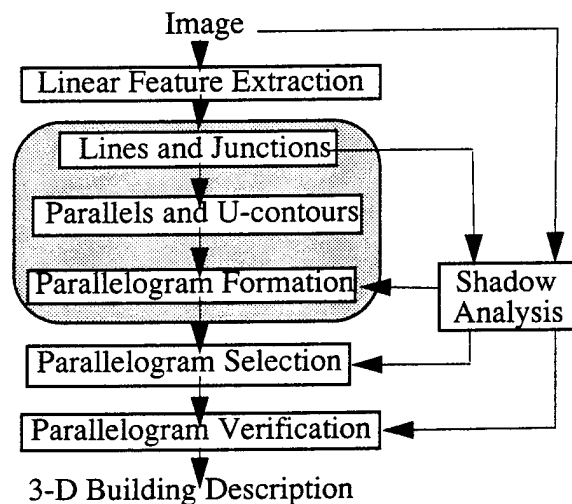 Image
Linear Feature Extraction
Lines and Junctions
Parallels and U-contours
Parallelogram Formation
Shadow
Analysis
Parallelogram Selection
Parallelogram Verification
3-D Building Description